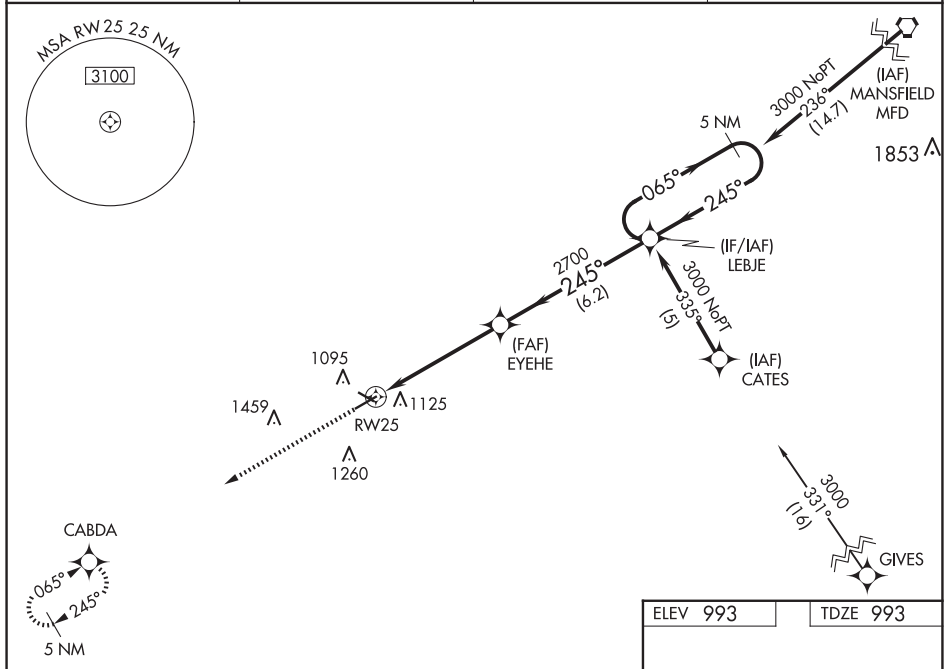 MSA RW25 25 NM
3100
(IAF)
MANSFIELD
MFD
3000 NoPT
236°
(14.7)
1853
5 NM
065°
245°
(IF/IAF)
LEBJE
2700
245°
(6.2)
3000 NoPT
335°
(5)
(FAF)
EYEHE
(IAF)
CATES
1095
1125
1459
RW25
1260
3000
331°
(16)
GIVES
CABDA
065°
245°
5 NM
ELEV 993
TDZE 993